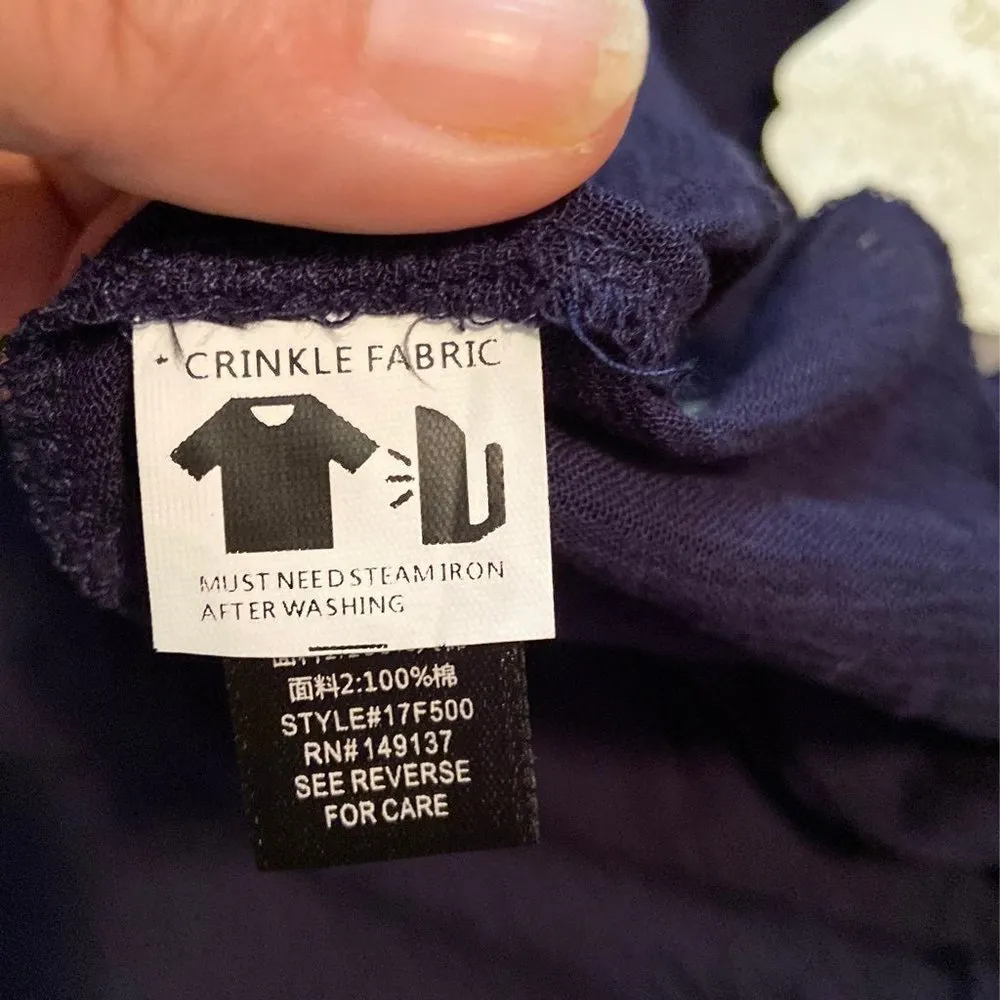 CRINKLE FABRIC
MUST NEED STEAM IRON
AFTER WASHING
面料2:100%棉
STYLE#17F500
RN#149137
SEE REVERSE
FOR CARE